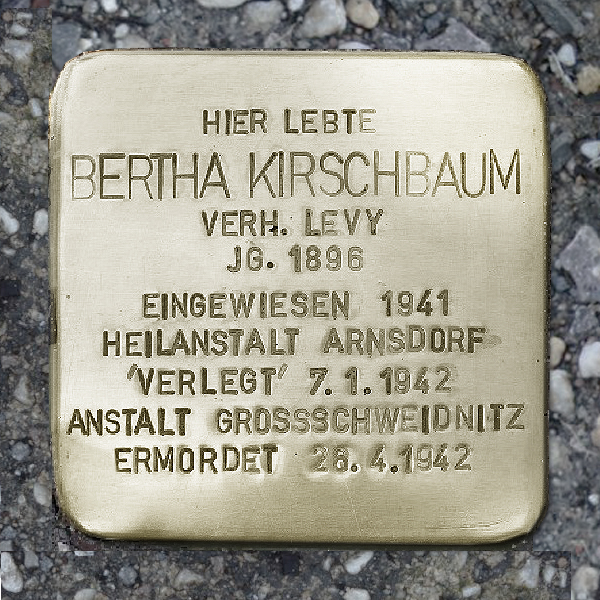 HIER LEBTE
BERTHA KIRSCHBAUM
VERH. LEVY
JG. 1896
EINGEWIESEN 1941
HEILANSTALT ARNSDORF
'VERLEGT' 7.1.1942
ANSTALT GROSSSCHWEIDNITZ
ERMORDET 28.4.1942